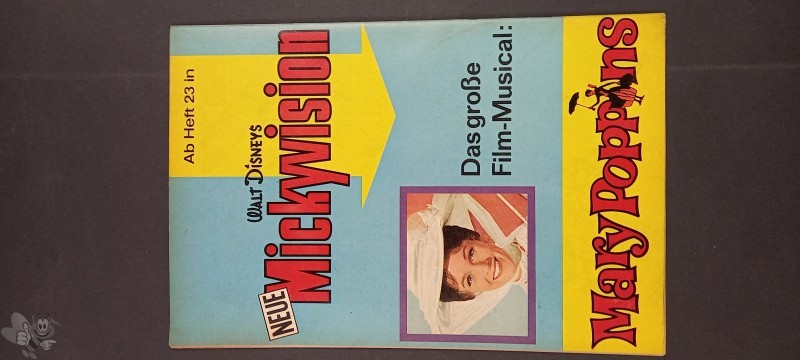 Ab Heft 23 in
WALT DISNEYS
NEUE
Mickyvision
Das große
Film-Musical:
Mary Poppins